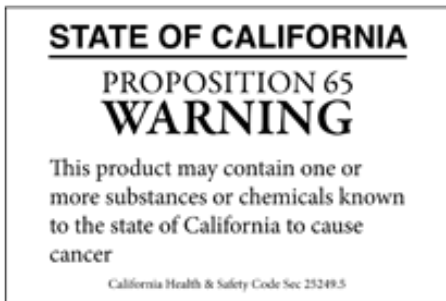 STATE OF CALIFORNIA
PROPOSITION 65
WARNING
This product may contain one or
more substances or chemicals known
to the state of California to cause
cancer
California Health & Safety Code Sec 25249.5